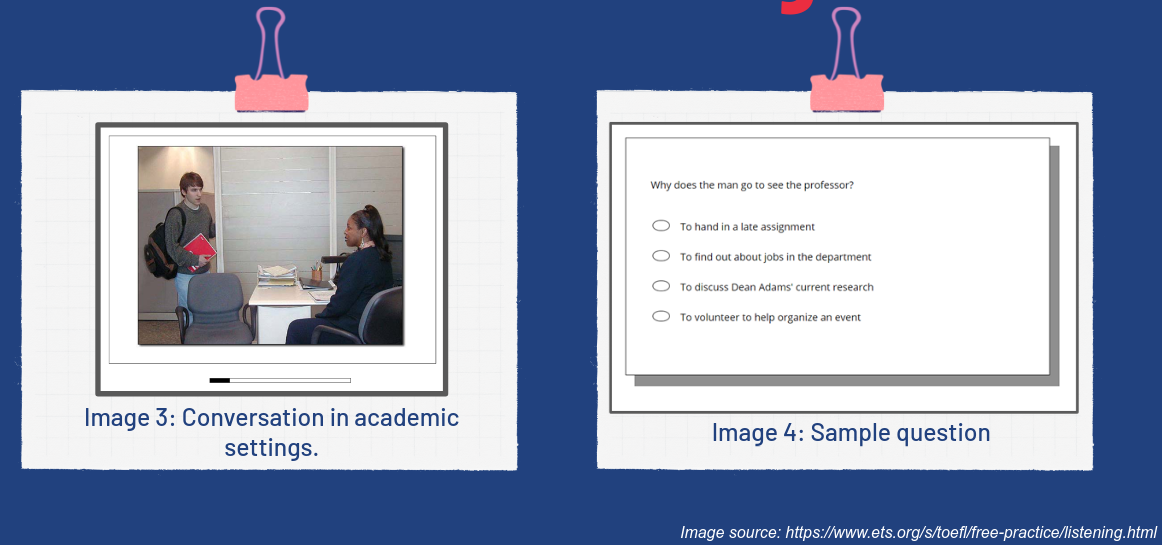 Why does the man go to see the professor?
To hand in a late assignment
To find out about jobs in the department
To discuss Dean Adams' current research
To volunteer to help organize an event
Image 3: Conversation in academic
settings.
Image 4: Sample question
Image source: https://www.ets.org/s/toefl/free-practice/listening.html